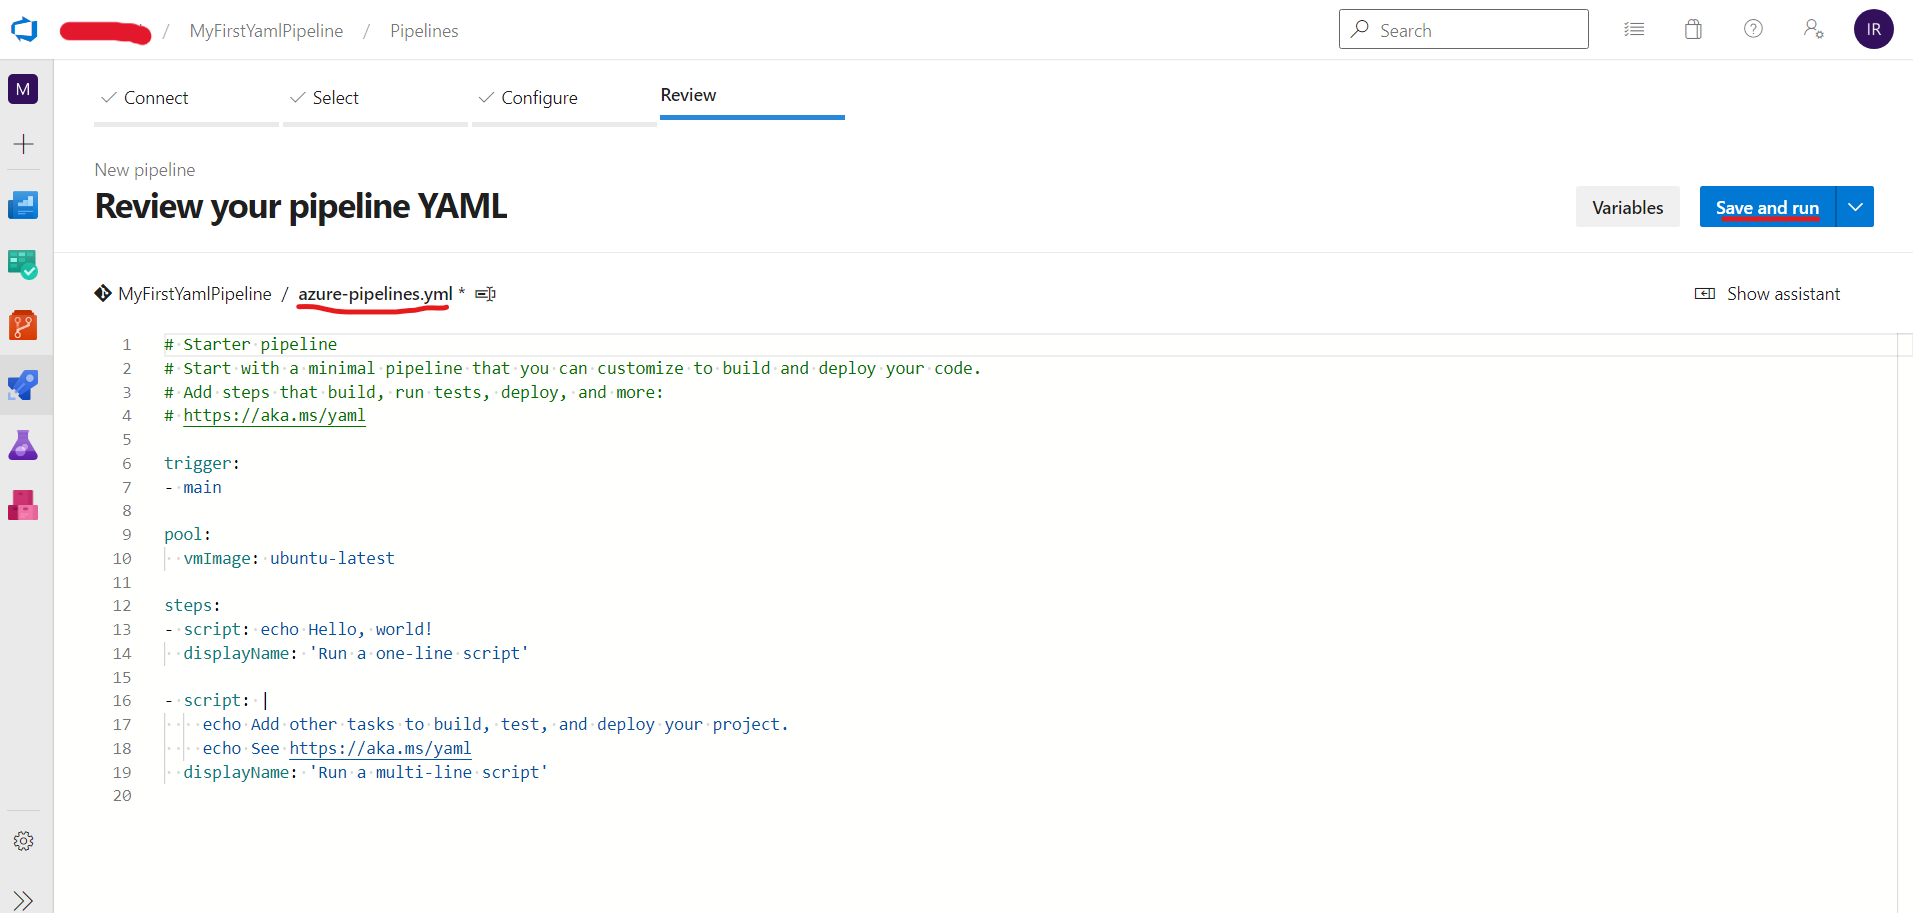 / MyFirstYamlPipeline / Pipelines
Search
IR
M
Connect
Select
Configure
Review
New pipeline
Review your pipeline YAML
Variables
Save and run
MyFirstYamlPipeline / azure-pipelines.yml *
Show assistant
1 # Starter pipeline
2 # Start with a minimal pipeline that you can customize to build and deploy your code.
3 # Add steps that build, run tests, deploy, and more:
4 # https://aka.ms/yaml
5
6 trigger:
7 - main
8
9 pool:
10   vmImage: ubuntu-latest
11
12 steps:
13 - script: echo Hello, world!
14   displayName: 'Run a one-line script'
15
16 - script: |
17     echo Add other tasks to build, test, and deploy your project.
18     echo See https://aka.ms/yaml
19   displayName: 'Run a multi-line script'
20